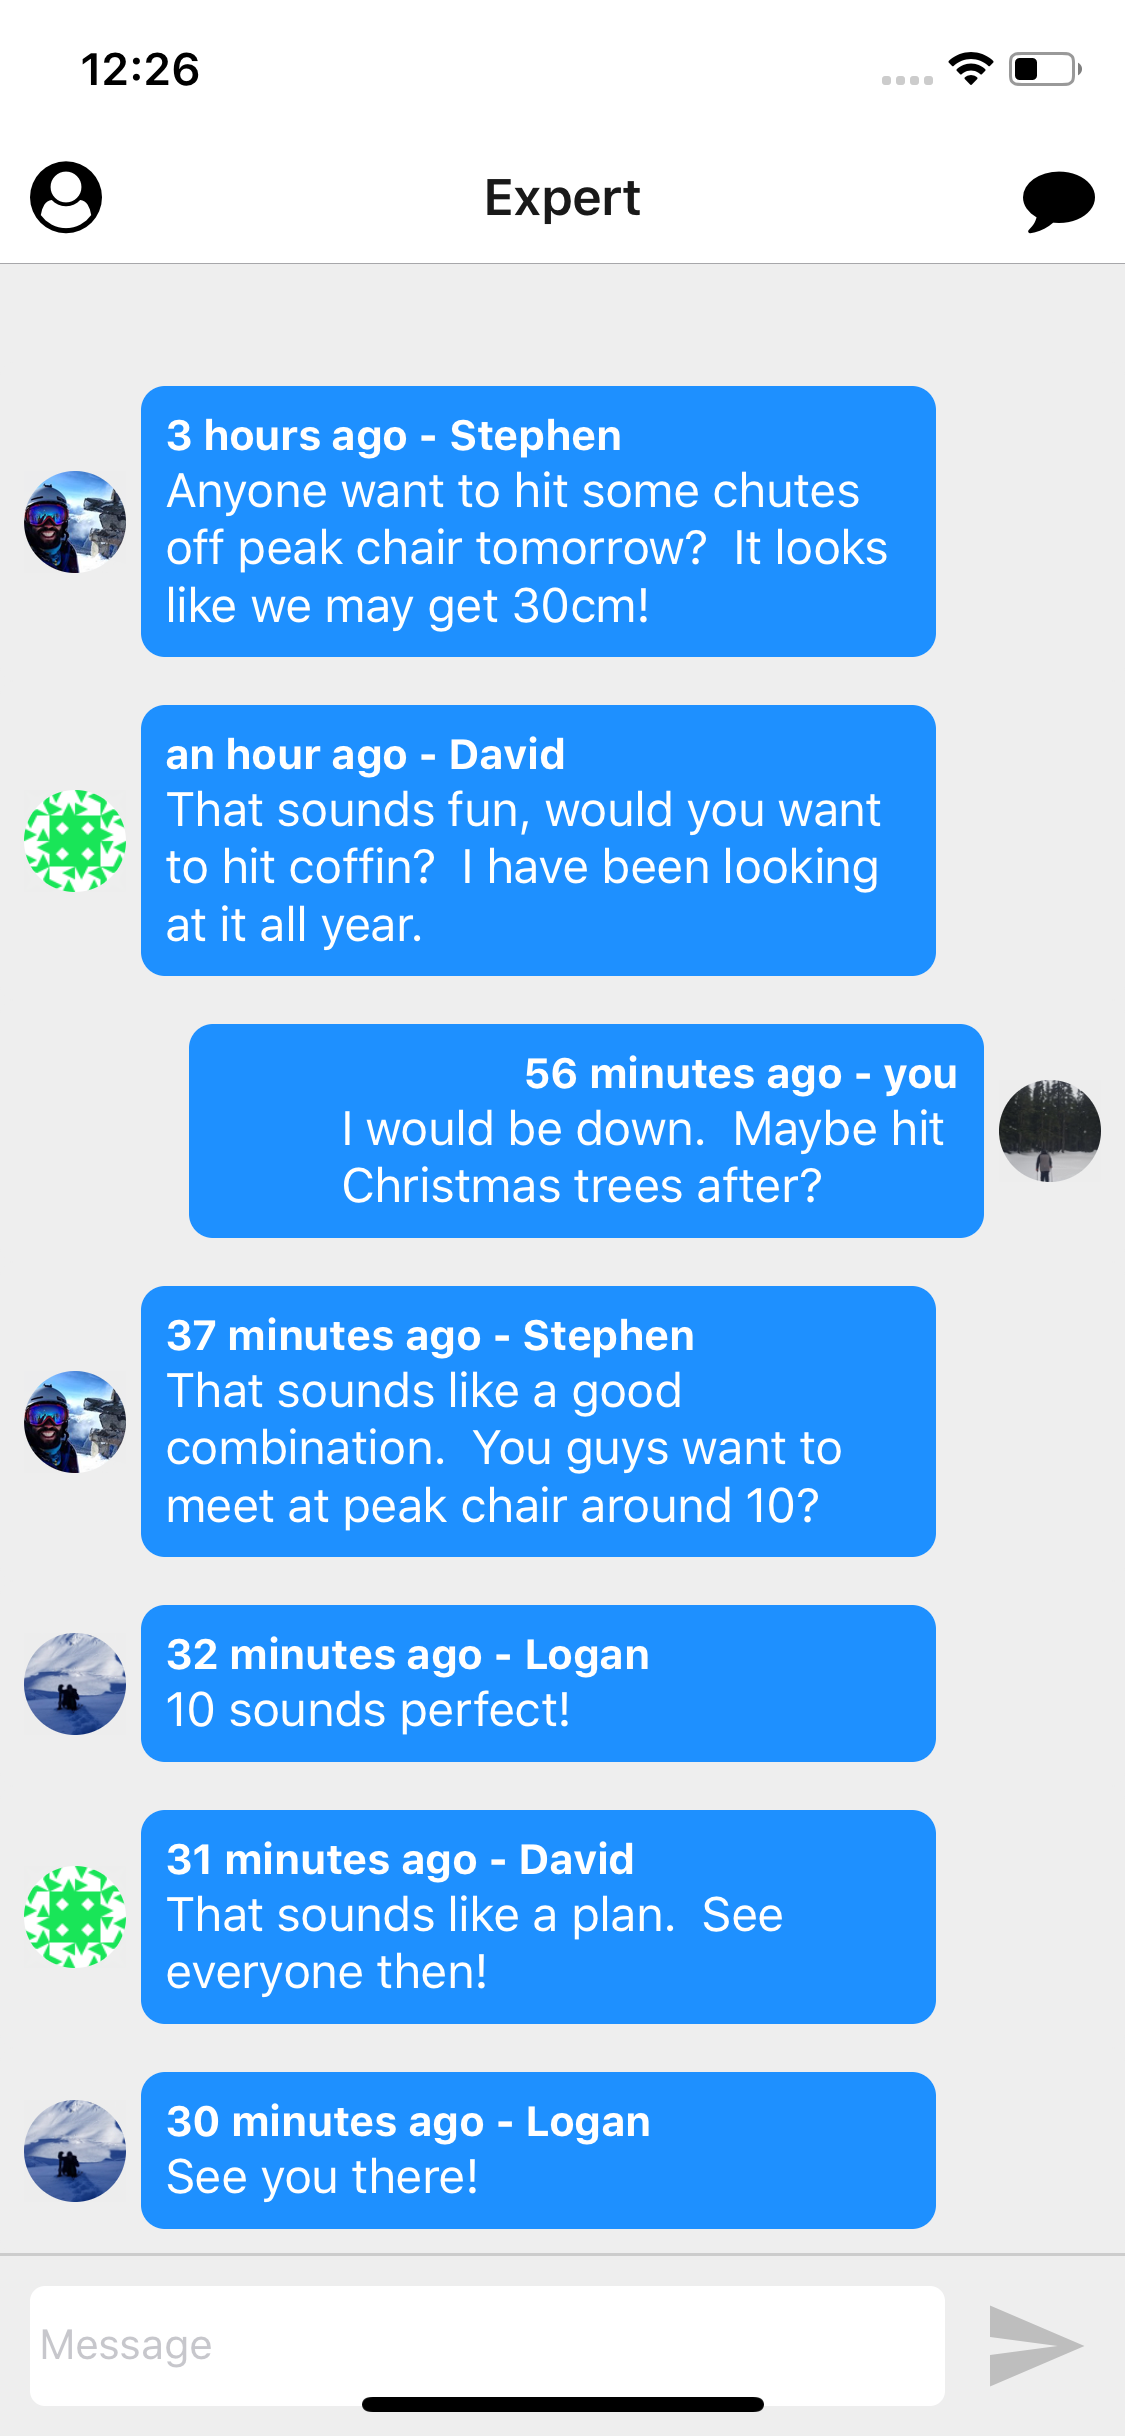 12:26
Expert
3 hours ago - Stephen
Anyone want to hit some chutes
off peak chair tomorrow?  It looks
like we may get 30cm!
an hour ago - David
That sounds fun, would you want
to hit coffin?  I have been looking
at it all year.
56 minutes ago - you
I would be down.  Maybe hit
Christmas trees after?
37 minutes ago - Stephen
That sounds like a good
combination.  You guys want to
meet at peak chair around 10?
32 minutes ago - Logan
10 sounds perfect!
31 minutes ago - David
That sounds like a plan.  See
everyone then!
30 minutes ago - Logan
See you there!
Message